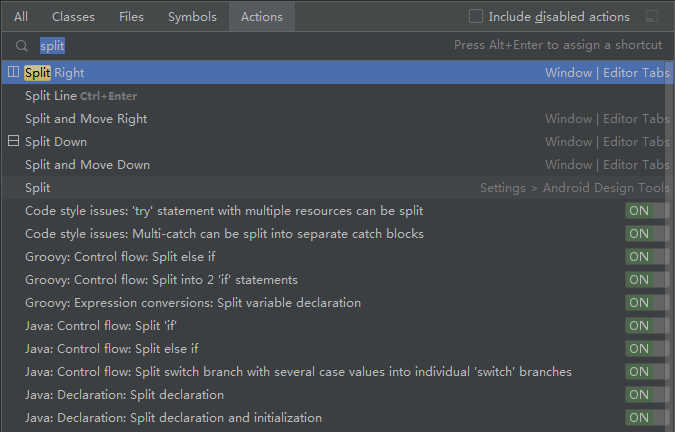 All Classes Files Symbols Actions Include disabled actions
split Press Alt+Enter to assign a shortcut
Split Right Window | Editor Tabs
Split Line Ctrl+Enter
Split and Move Right Window | Editor Tabs
Split Down Window | Editor Tabs
Split and Move Down Window | Editor Tabs
Split Settings > Android Design Tools
Code style issues: 'try' statement with multiple resources can be split ON
Code style issues: Multi-catch can be split into separate catch blocks ON
Groovy: Control flow: Split else if ON
Groovy: Control flow: Split into 2 'if' statements ON
Groovy: Expression conversions: Split variable declaration ON
Java: Control flow: Split 'if' ON
Java: Control flow: Split else if ON
Java: Control flow: Split switch branch with several case values into individual 'switch' branches ON
Java: Declaration: Split declaration ON
Java: Declaration: Split declaration and initialization ON